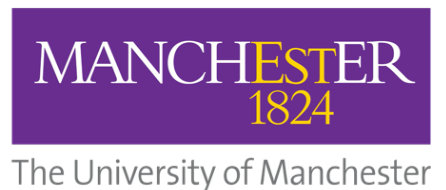 MANCHEstER
1824
The University of Manchester